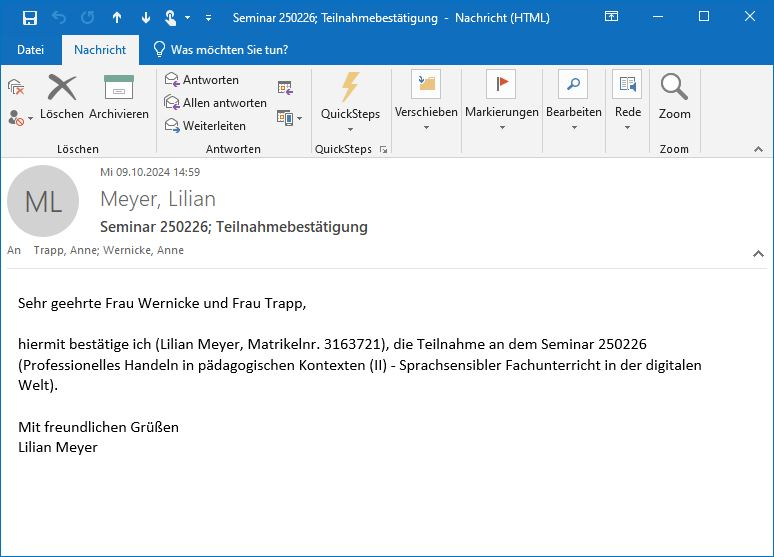 Seminar 250226; Teilnahmebestätigung - Nachricht (HTML)
Datei Nachricht Was möchten Sie tun?
Löschen Archivieren
Löschen
Antworten
Allen antworten
Weiterleiten
Antworten
QuickSteps
QuickSteps
Verschieben
Markierungen
Bearbeiten
Rede
Zoom
Zoom
Mi 09.10.2024 14:59
ML
Meyer, Lilian
Seminar 250226; Teilnahmebestätigung
An Trapp, Anne; Wernicke, Anne
Sehr geehrte Frau Wernicke und Frau Trapp,
hiermit bestätige ich (Lilian Meyer, Matrikelnr. 3163721), die Teilnahme an dem Seminar 250226
(Professionelles Handeln in pädagogischen Kontexten (II) - Sprachsensibler Fachunterricht in der digitalen
Welt).
Mit freundlichen Grüßen
Lilian Meyer